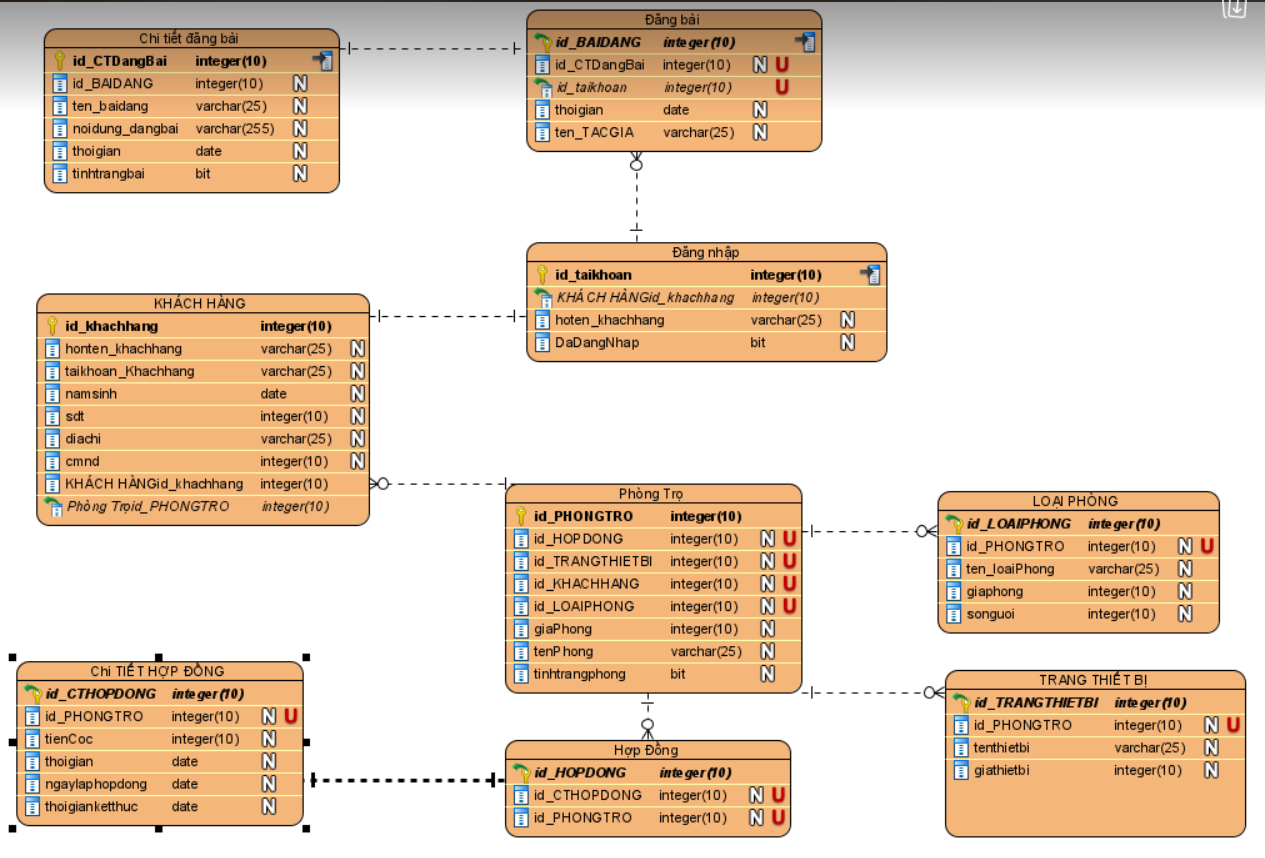 Chi tiết đăng bài
id_CTDangBai integer(10)
id_BAIDANG integer(10) N
ten_baidang varchar(25) N
noidung_dangbai varchar(255) N
thoigian date N
tinhtrangbai bit N
Đăng bài
id_BAIDANG integer(10)
id_CTDangBai integer(10) N U
id_taikhoan integer(10) U
thoigian date N
ten_TACGIA varchar(25) N
Đăng nhập
id_taikhoan integer(10)
KHÁCH HÀNGid_khachhang integer(10)
hoten_khachhang varchar(25) N
DaDangNhap bit N
KHÁCH HÀNG
id_khachhang integer(10)
honten_khachhang varchar(25) N
taikhoan_Khachhang varchar(25) N
namsinh date N
sdt integer(10) N
diachi varchar(25) N
cmnd integer(10) N
KHÁCH HÀNGid_khachhang integer(10)
Phòng Trọid_PHONGTRO integer(10)
Phòng Trọ
id_PHONGTRO integer(10)
id_HOPDONG integer(10) N U
id_TRANGTHIETBI integer(10) N U
id_KHACHHANG integer(10) N U
id_LOAIPHONG integer(10) N U
giaPhong integer(10) N
tenPhong varchar(25) N
tinhtrangphong bit N
LOẠI PHÒNG
id_LOAIPHONG integer(10)
id_PHONGTRO integer(10) N U
ten_loaiPhong varchar(25) N
giaphong integer(10) N
songuoi integer(10) N
Chi TIẾT HỢP ĐỒNG
id_CTHOPDONG integer(10)
id_PHONGTRO integer(10) N U
tienCoc integer(10) N
thoigian date N
ngaylaphopdong date N
thoigianketthuc date N
Hợp Đồng
id_HOPDONG integer(10)
id_CTHOPDONG integer(10) N U
id_PHONGTRO integer(10) N U
TRANG THIẾT BỊ
id_TRANGTHIETBI integer(10)
id_PHONGTRO integer(10) N U
tenthietbi varchar(25) N
giathietbi integer(10) N